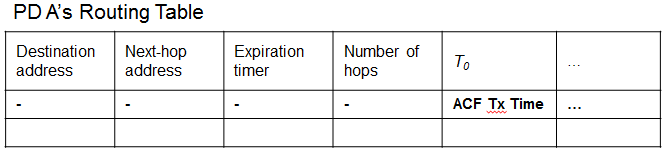 PD A's Routing Table
Destination address
Next-hop address
Expiration timer
Number of hops
T0
...
-
-
-
-
ACF Tx Time
...